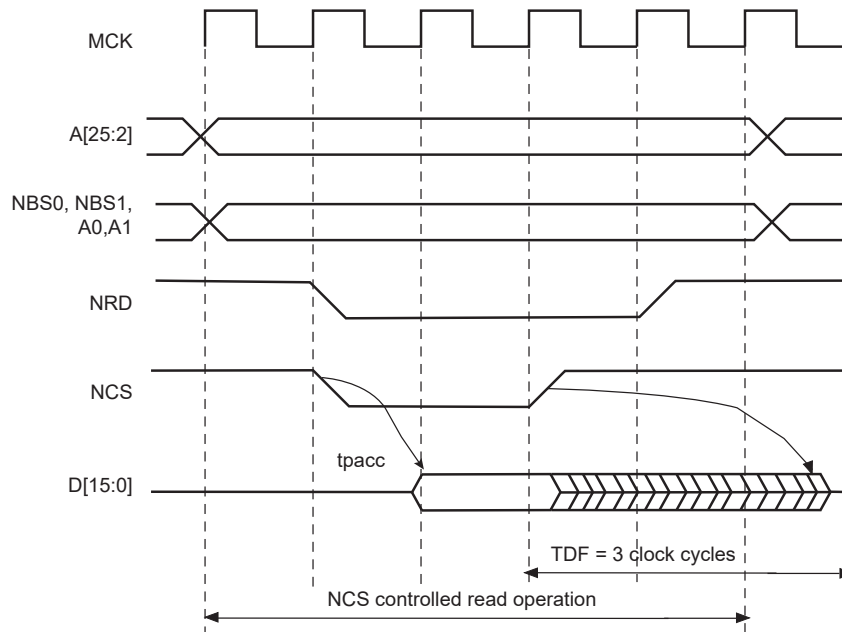 MCK
A[25:2]
NBS0, NBS1,
A0,A1
NRD
NCS
tpacc
D[15:0]
TDF = 3 clock cycles
NCS controlled read operation